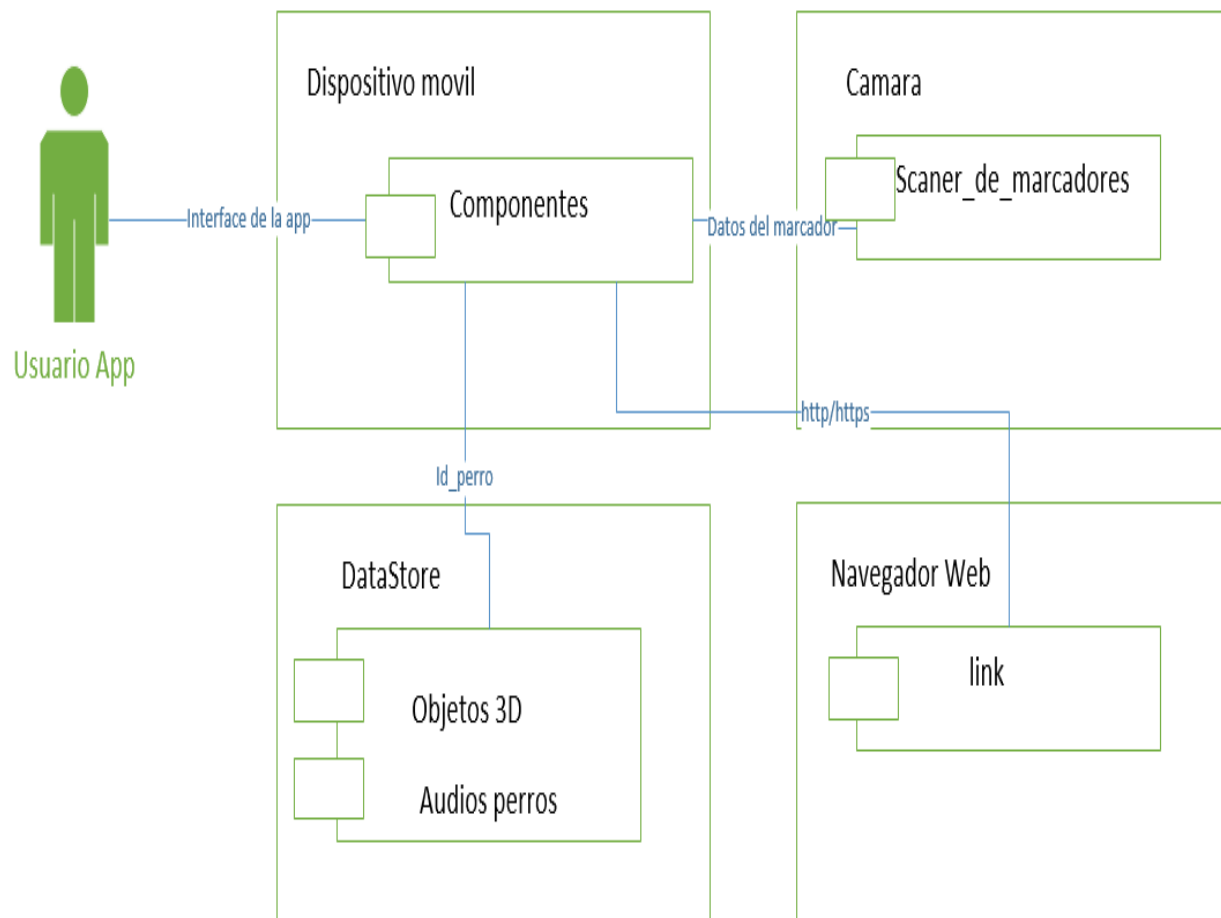 Dispositivo movil
Camara
Componentes
Scaner_de_marcadores
Interface de la app
Datos del marcador
Usuario App
http/https
Id_perro
DataStore
Navegador Web
Objetos 3D
link
Audios perros